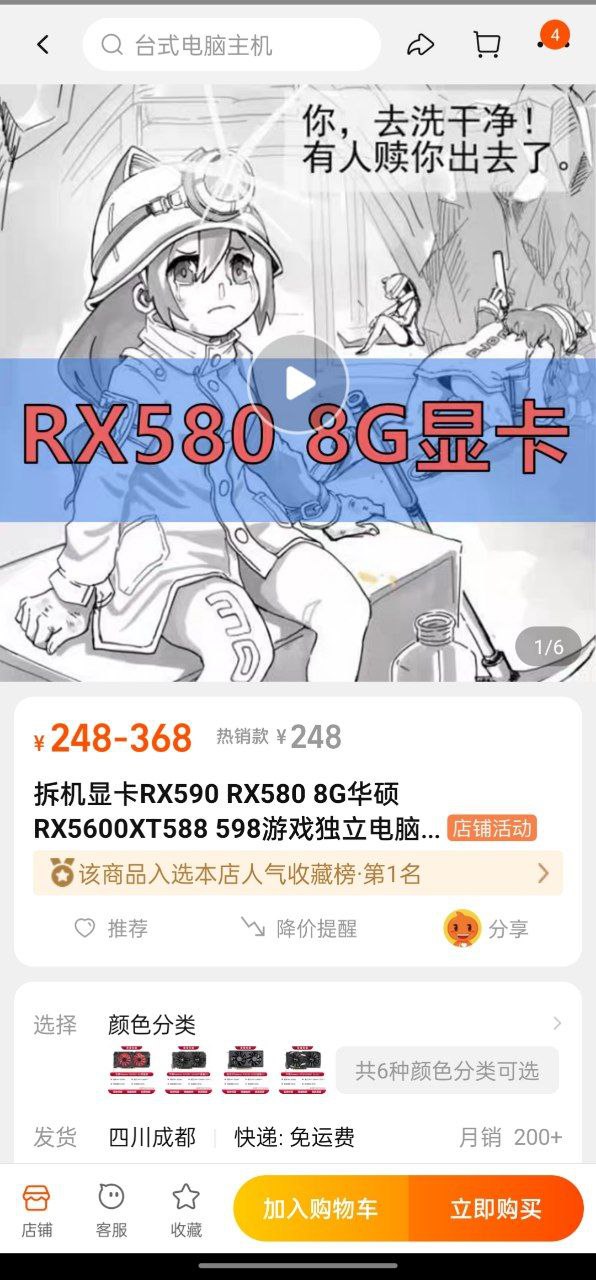 台式电脑主机
4
你，去洗干净！
有人赎你出去了。
RX580 8G显卡
1/6
¥248-368 热销款 ¥248
拆机显卡RX590 RX580 8G华硕
RX5600XT588 598游戏独立电脑... 店铺活动
该商品入选本店人气收藏榜·第1名
推荐 降价提醒 分享
选择 颜色分类
共6种颜色分类可选
发货 四川成都 快递: 免运费 月销 200+
店铺 客服 收藏 加入购物车 立即购买